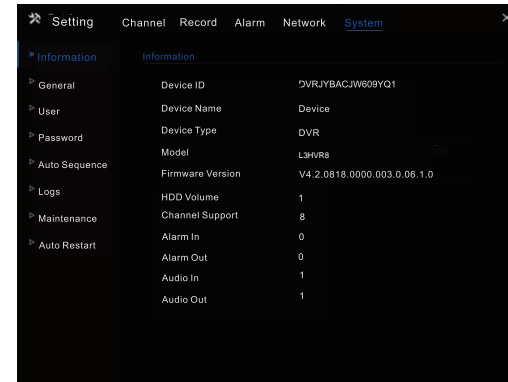 Setting Channel Record Alarm Network System X
Information
General
User
Password
Auto Sequence
Logs
Maintenance
Auto Restart
Information
Device ID DVRJYBACJW609YQ1
Device Name Device
Device Type DVR
Model L3HVR8
Firmware Version V4.2.0818.0000.003.0.06.1.0
HDD Volume 1
Channel Support 8
Alarm In 0
Alarm Out 0
Audio In 1
Audio Out 1